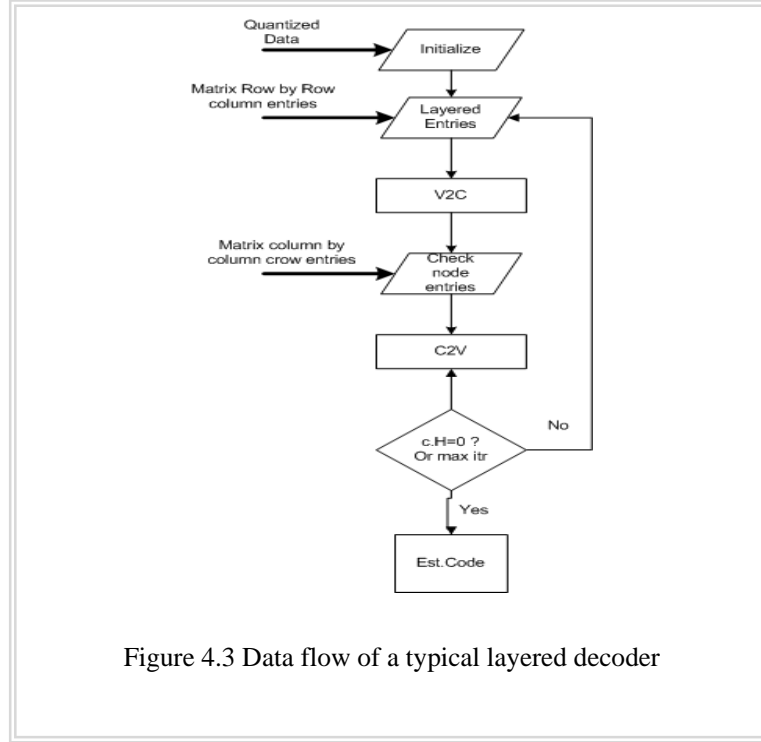 Quantized
Data
Initialize
Matrix Row by Row
column entries
Layered
Entries
V2C
Matrix column by
column crow entries
Check
node
entries
C2V
c.H=0 ?
Or max itr
No
Yes
Est.Code
Figure 4.3 Data flow of a typical layered decoder